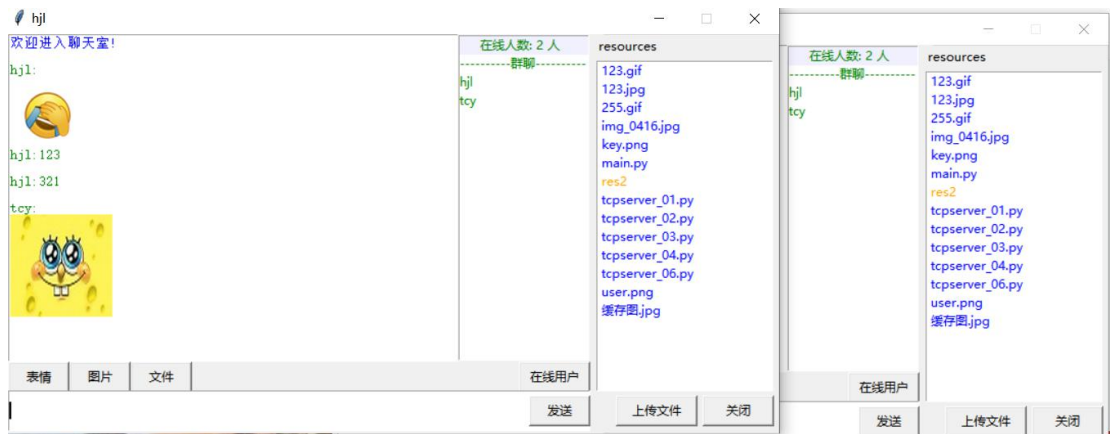 hjl
欢迎进入聊天室!
hjl:
hjl:123
hjl:321
tcy:
在线人数: 2 人
----------群聊----------
hjl
tcy
resources
123.gif
123.jpg
255.gif
img_0416.jpg
key.png
main.py
res2
tcpserver_01.py
tcpserver_02.py
tcpserver_03.py
tcpserver_04.py
tcpserver_06.py
user.png
缓存图.jpg
表情 图片 文件 在线用户
发送 上传文件 关闭
在线人数: 2 人
----------群聊----------
hjl
tcy
resources
123.gif
123.jpg
255.gif
img_0416.jpg
key.png
main.py
res2
tcpserver_01.py
tcpserver_02.py
tcpserver_03.py
tcpserver_04.py
tcpserver_06.py
user.png
缓存图.jpg
在线用户
发送 上传文件 关闭